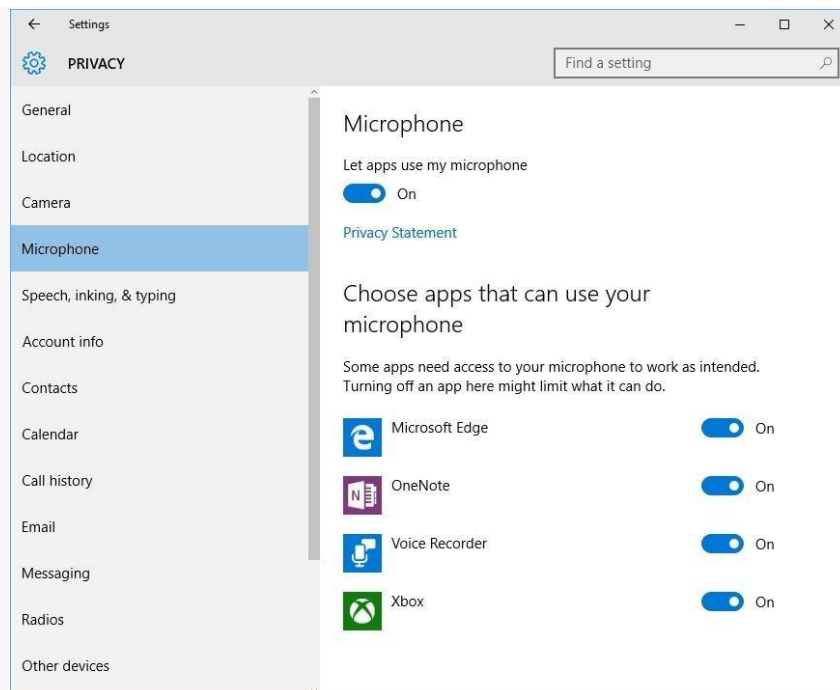 Settings
PRIVACY
Find a setting
General
Location
Camera
Microphone
Speech, inking, & typing
Account info
Contacts
Calendar
Call history
Email
Messaging
Radios
Other devices
Microphone
Let apps use my microphone
On
Privacy Statement
Choose apps that can use your
microphone
Some apps need access to your microphone to work as intended.
Turning off an app here might limit what it can do.
Microsoft Edge On
OneNote On
Voice Recorder On
Xbox On